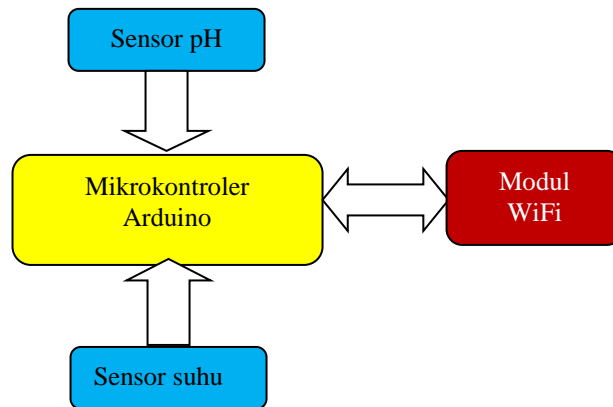 Sensor pH
Mikrokontroler
Arduino
Modul
WiFi
Sensor suhu